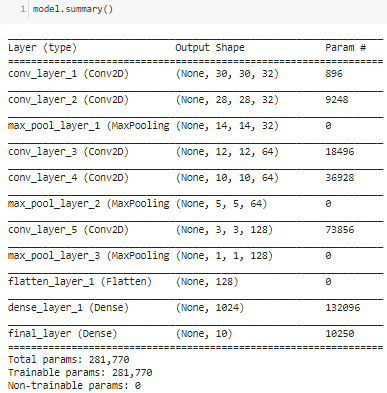 1 model.summary()
Layer (type) Output Shape Param #
conv_layer_1 (Conv2D) (None, 30, 30, 32) 896
conv_layer_2 (Conv2D) (None, 28, 28, 32) 9248
max_pool_layer_1 (MaxPooling (None, 14, 14, 32) 0
conv_layer_3 (Conv2D) (None, 12, 12, 64) 18496
conv_layer_4 (Conv2D) (None, 10, 10, 64) 36928
max_pool_layer_2 (MaxPooling (None, 5, 5, 64) 0
conv_layer_5 (Conv2D) (None, 3, 3, 128) 73856
max_pool_layer_3 (MaxPooling (None, 1, 1, 128) 0
flatten_layer_1 (Flatten) (None, 128) 0
dense_layer_1 (Dense) (None, 1024) 132096
final_layer (Dense) (None, 10) 10250
Total params: 281,770
Trainable params: 281,770
Non-trainable params: 0